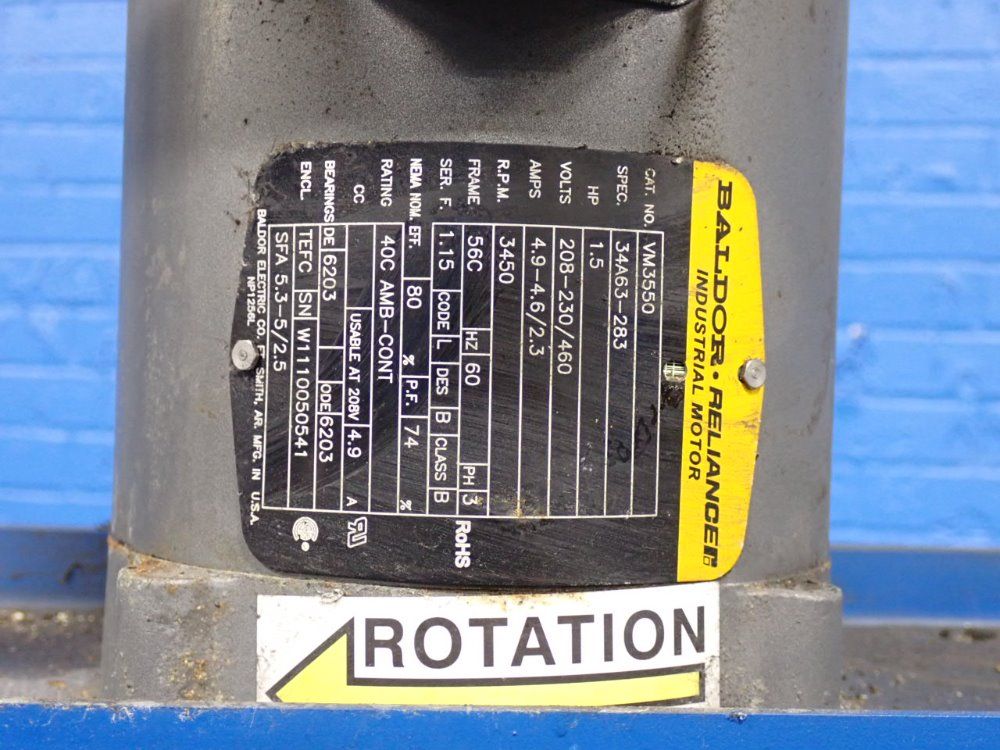 BALDOR•RELIANCER
INDUSTRIAL MOTOR
CAT. NO. VM3550
SPEC. 34A63-283
HP 1.5
VOLTS 208-230/460
AMPS 4.9-4.6/2.3
R.P.M. 3450
FRAME 56C HZ 60 PH 3
SER. F. 1.15 CODE L DES B CLASS B
NEMA NOM. EFF. 80 % P.F. 74 %
RATING 40C AMB-CONT
CC USABLE AT 208V 4.9 A
BEARINGS DE 6203 ODE 6203
ENCL TEFC SN W1110050541
SFA 5.3-5/2.5
BALDOR ELECTRIC CO. SMITH, AR. MFG. IN U.S.A.
NP1256L
RoHS
ROTATION